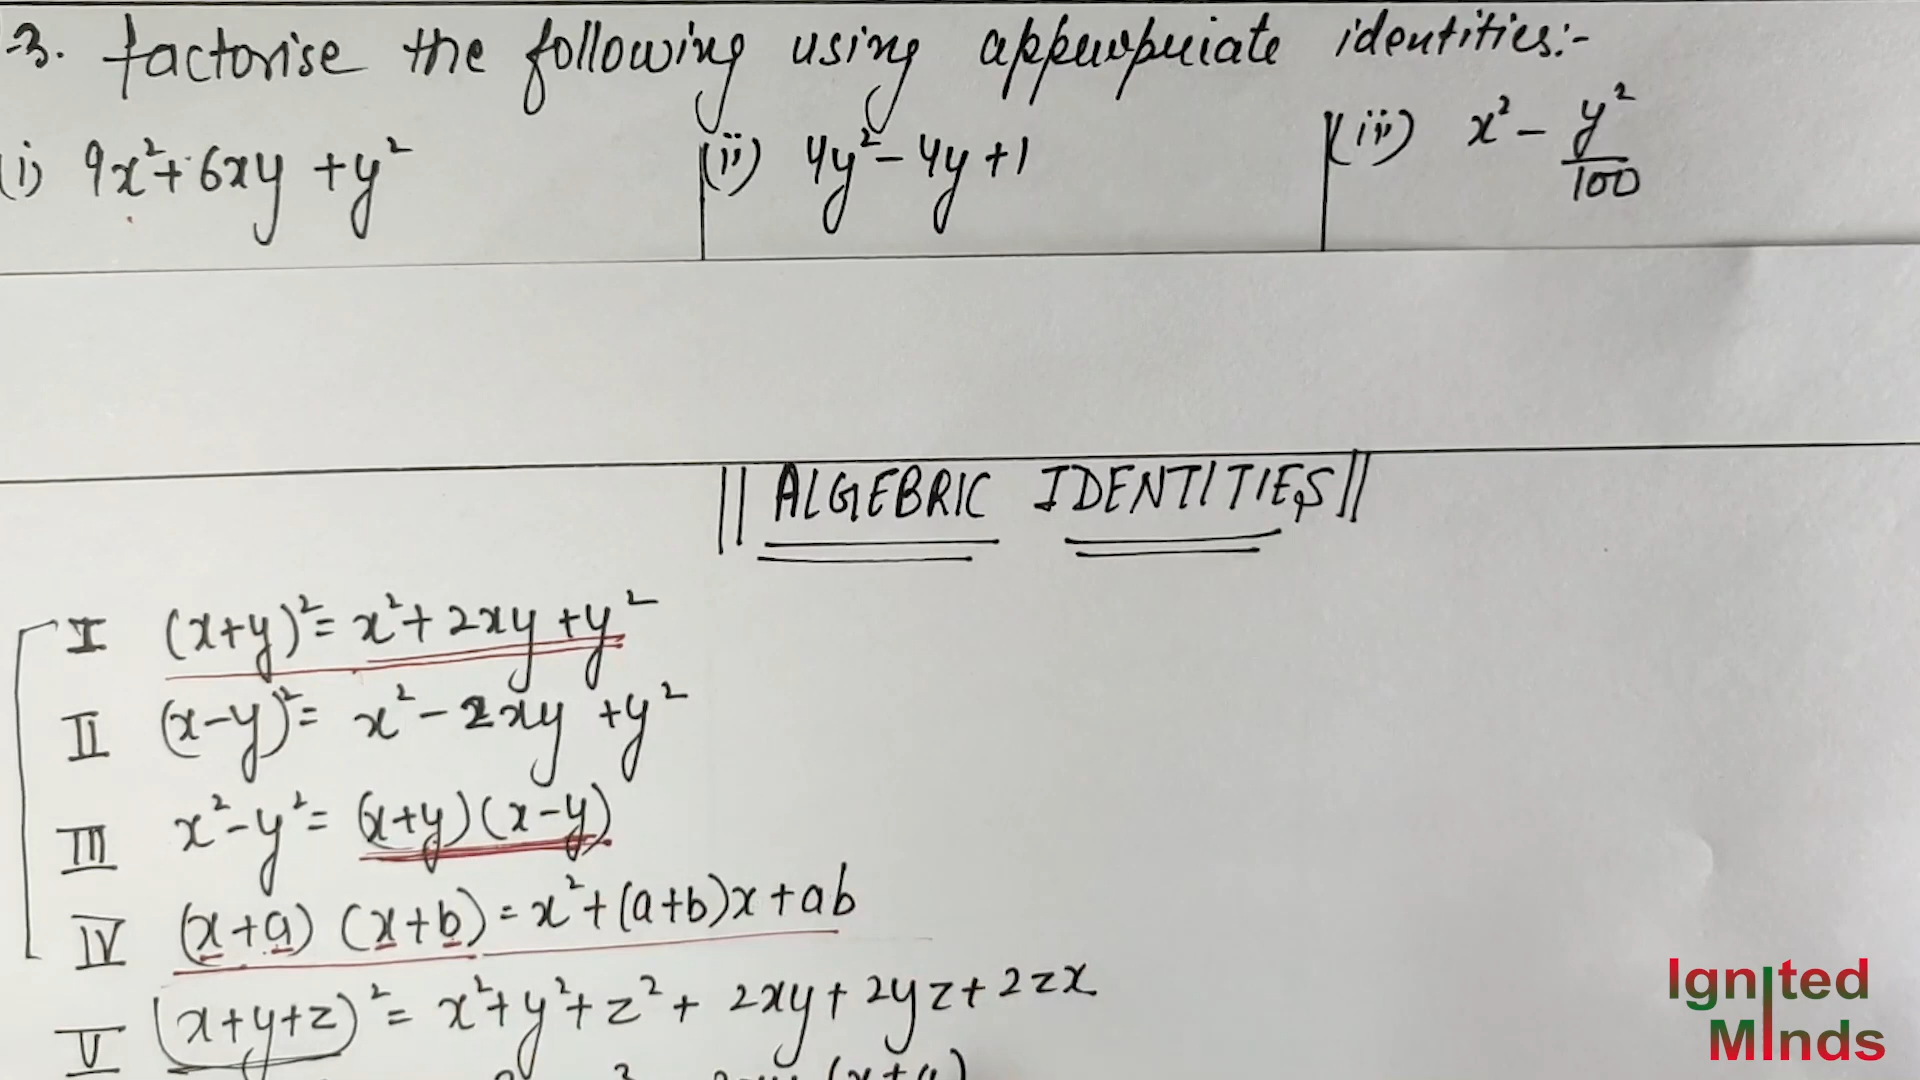 3. factorise the following using appropriate identities:-
(i) 9x²+6xy+y² (ii) 4y²-4y+1 (iii) x²-y²/100
|| ALGEBRIC IDENTITIES ||
I (x+y)²= x²+2xy+y²
II (x-y)²= x²-2xy+y²
III x²-y²= (x+y)(x-y)
IV (x+a) (x+b)=x²+(a+b)x+ab
V (x+y+z)²= x²+y²+z²+ 2xy+2yz+2zx
Ignited
Minds